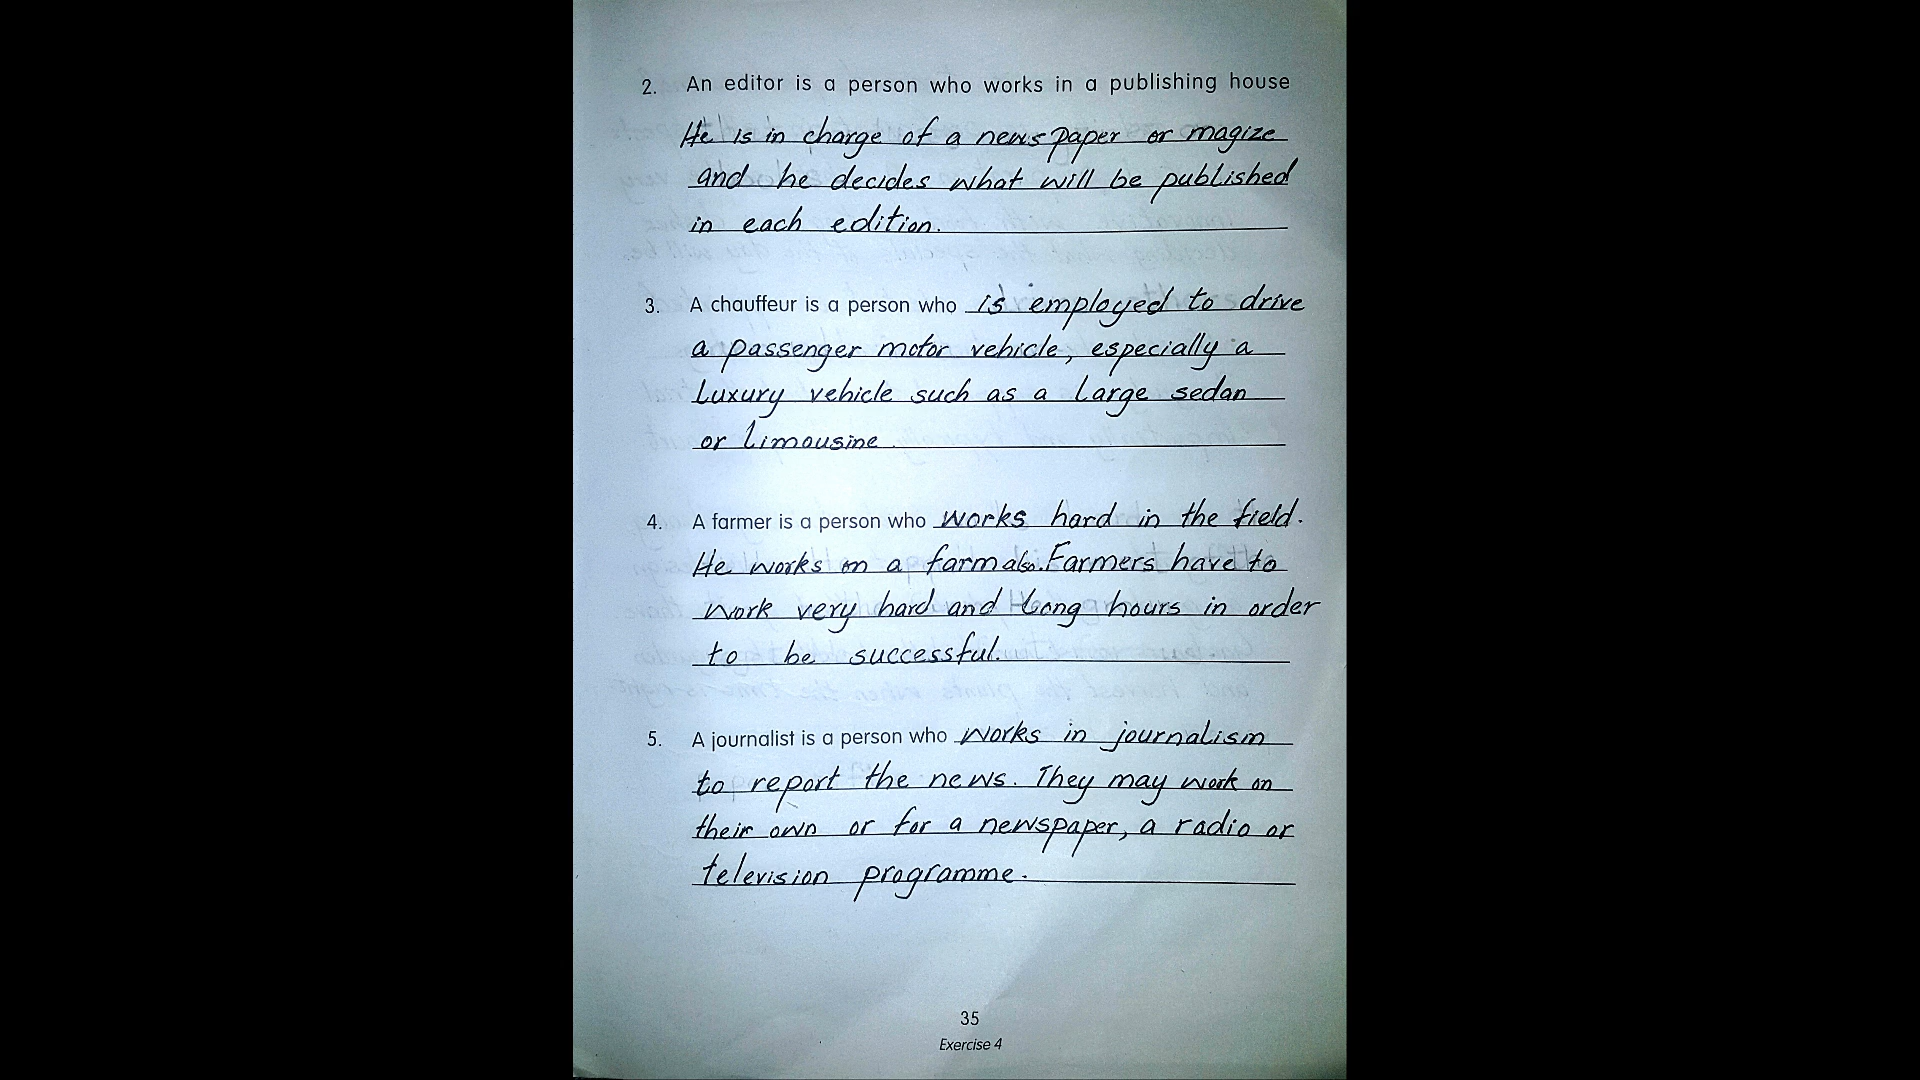 2. An editor is a person who works in a publishing house
He is in charge of a news paper or magize
and he decides what will be published
in each edition.
3. A chauffeur is a person who is employed to drive
a passenger motor vehicle, especially a
Luxury vehicle such as a large sedan
or limousine.
4. A farmer is a person who works hard in the field.
He works on a farm also. Farmers have to
work very hard and long hours in order
to be successful.
5. A journalist is a person who works in journalism
to report the news. They may work on
their own or for a newspaper, a radio or
television programme.
35
Exercise 4